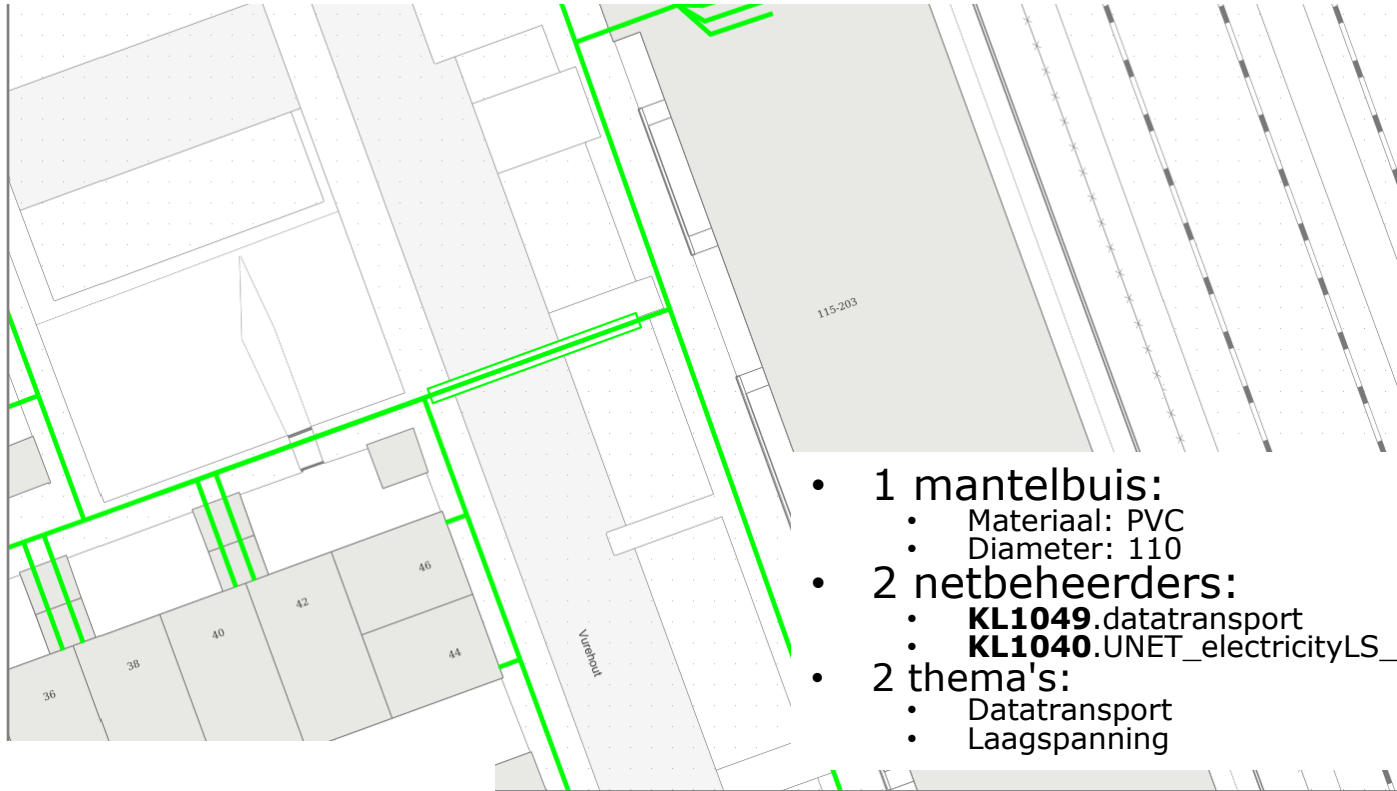 115-203
46
42
40
44
38
36
Vurehout
• 1 mantelbuis:
• Materiaal: PVC
• Diameter: 110
• 2 netbeheerders:
• KL1049.datatransport
• KL1040.UNET_electricityLS_
• 2 thema's:
• Datatransport
• Laagspanning